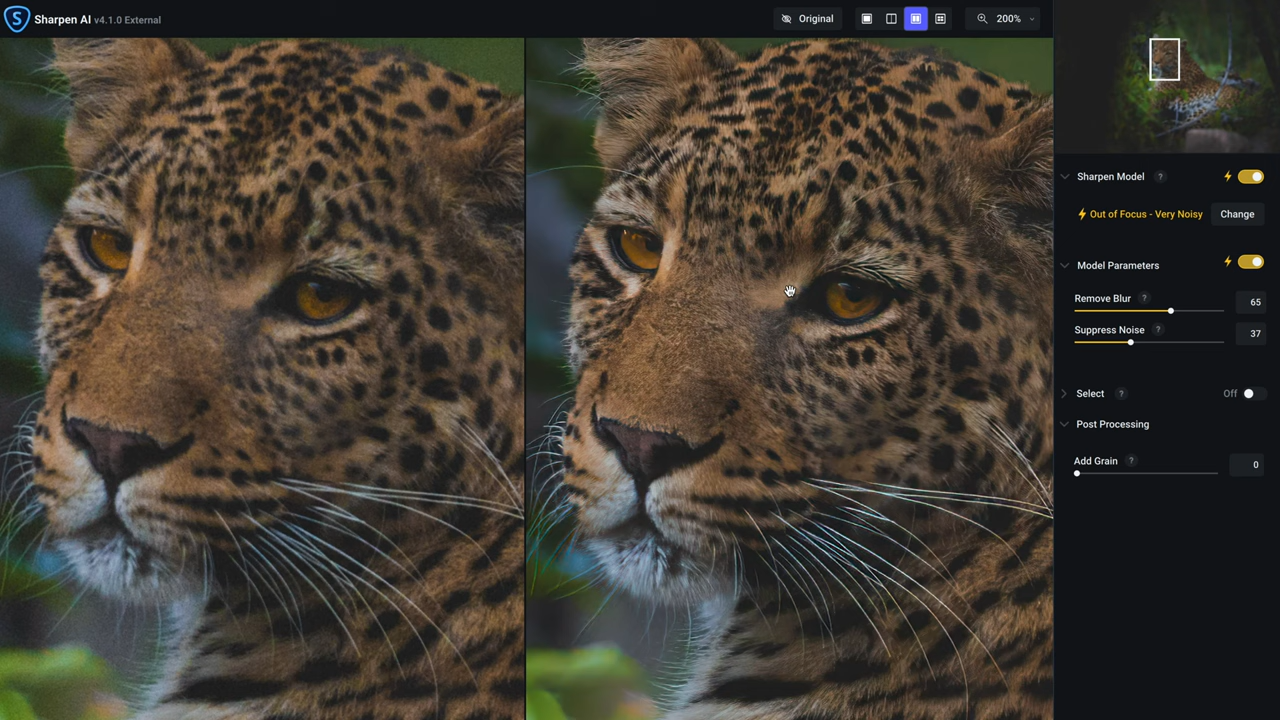 Sharpen AI v4.1.0 External
Original
200%
Sharpen Model ?
Out of Focus - Very Noisy Change
Model Parameters
Remove Blur ? 65
Suppress Noise ? 37
Select ? Off
Post Processing
Add Grain ? 0